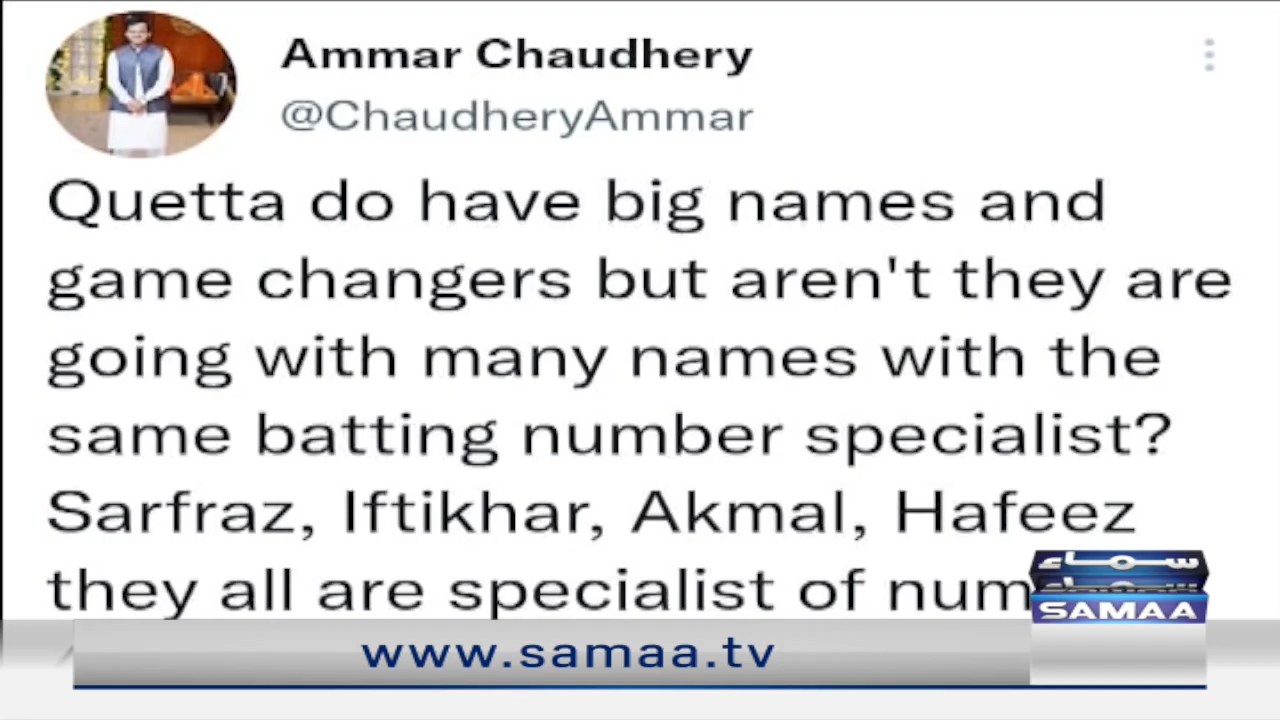 Ammar Chaudhery
@ChaudheryAmmar
Quetta do have big names and
game changers but aren't they are
going with many names with the
same batting number specialist?
Sarfraz, Iftikhar, Akmal, Hafeez
they all are specialist of num
سماء
SAMAA
www.samaa.tv